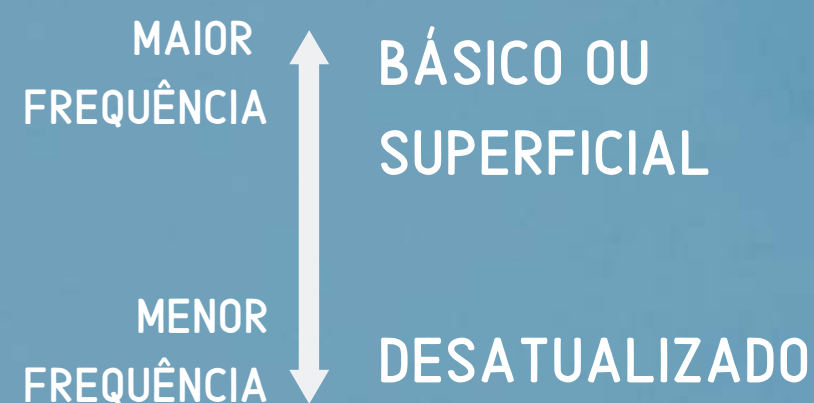 MAIOR
FREQUÊNCIA
BÁSICO OU
SUPERFICIAL
MENOR
FREQUÊNCIA
DESATUALIZADO